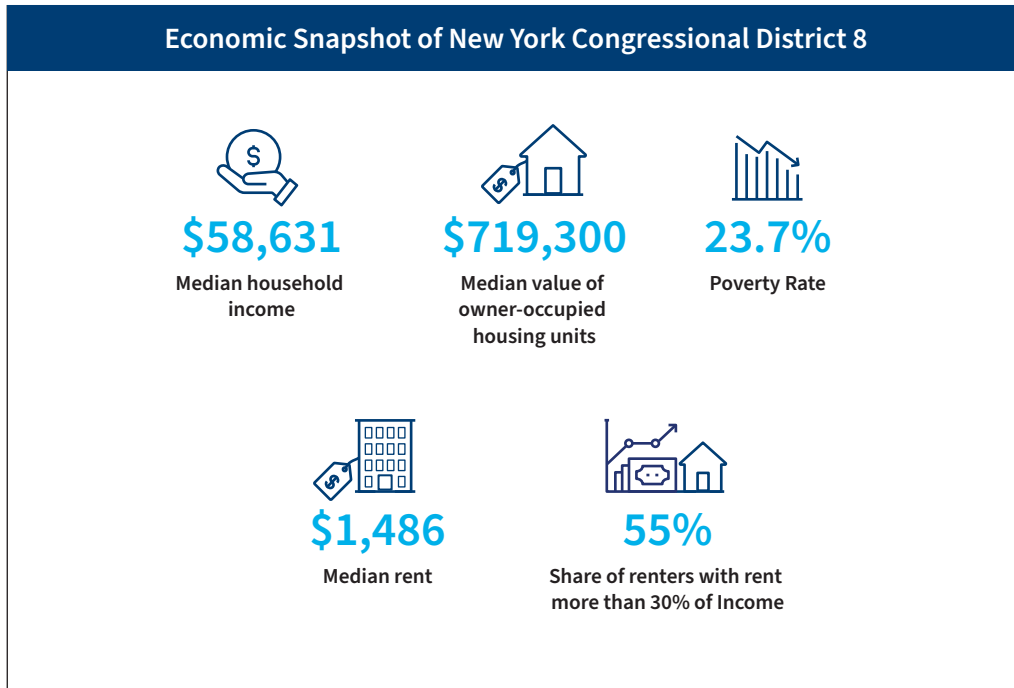 Economic Snapshot of New York Congressional District 8
$
$
$58,631
$719,300
23.7%
Median household
income
Median value of
owner-occupied
housing units
Poverty Rate
$
$1,486
55%
Median rent
Share of renters with rent
more than 30% of Income